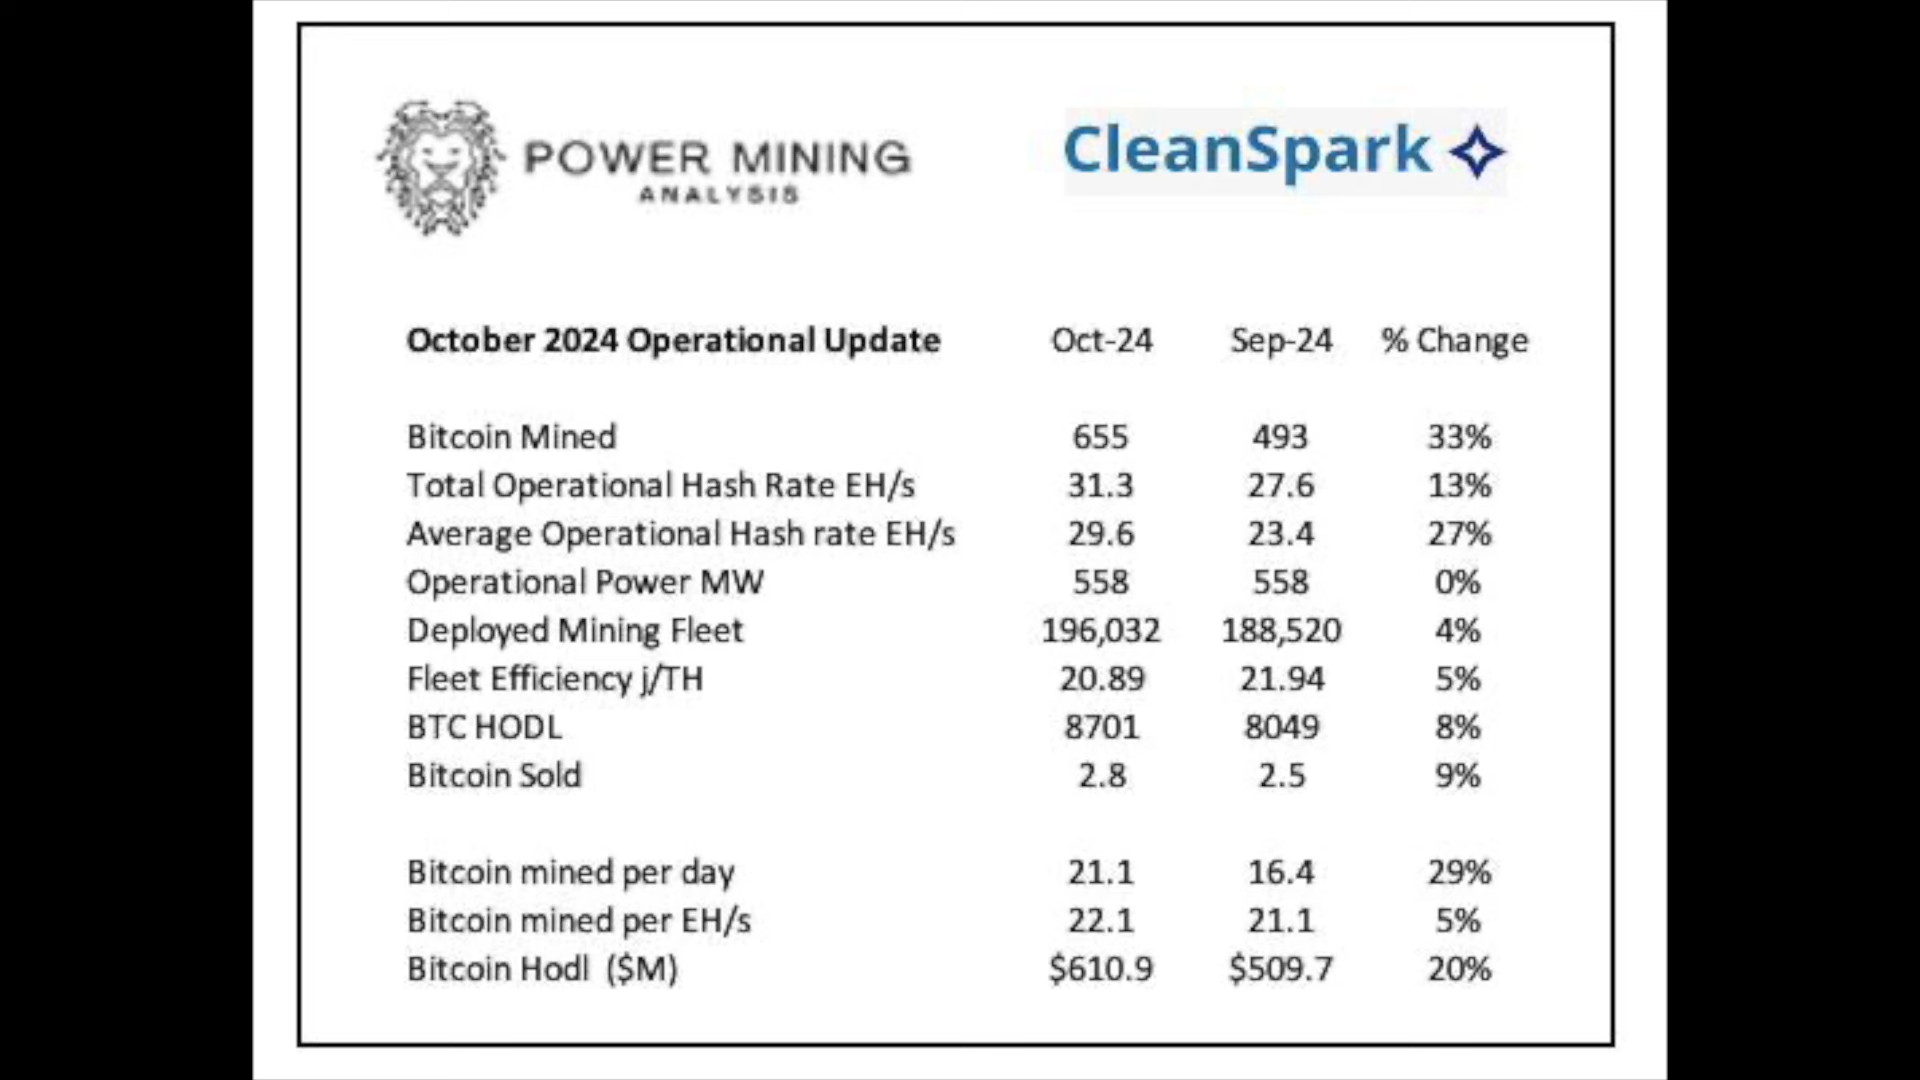 POWER MINING
ANALYSIS
CleanSpark
October 2024 Operational Update Oct-24 Sep-24 % Change
Bitcoin Mined 655 493 33%
Total Operational Hash Rate EH/s 31.3 27.6 13%
Average Operational Hash rate EH/s 29.6 23.4 27%
Operational Power MW 558 558 0%
Deployed Mining Fleet 196,032 188,520 4%
Fleet Efficiency j/TH 20.89 21.94 5%
BTC HODL 8701 8049 8%
Bitcoin Sold 2.8 2.5 9%
Bitcoin mined per day 21.1 16.4 29%
Bitcoin mined per EH/s 22.1 21.1 5%
Bitcoin Hodl ($M) $610.9 $509.7 20%